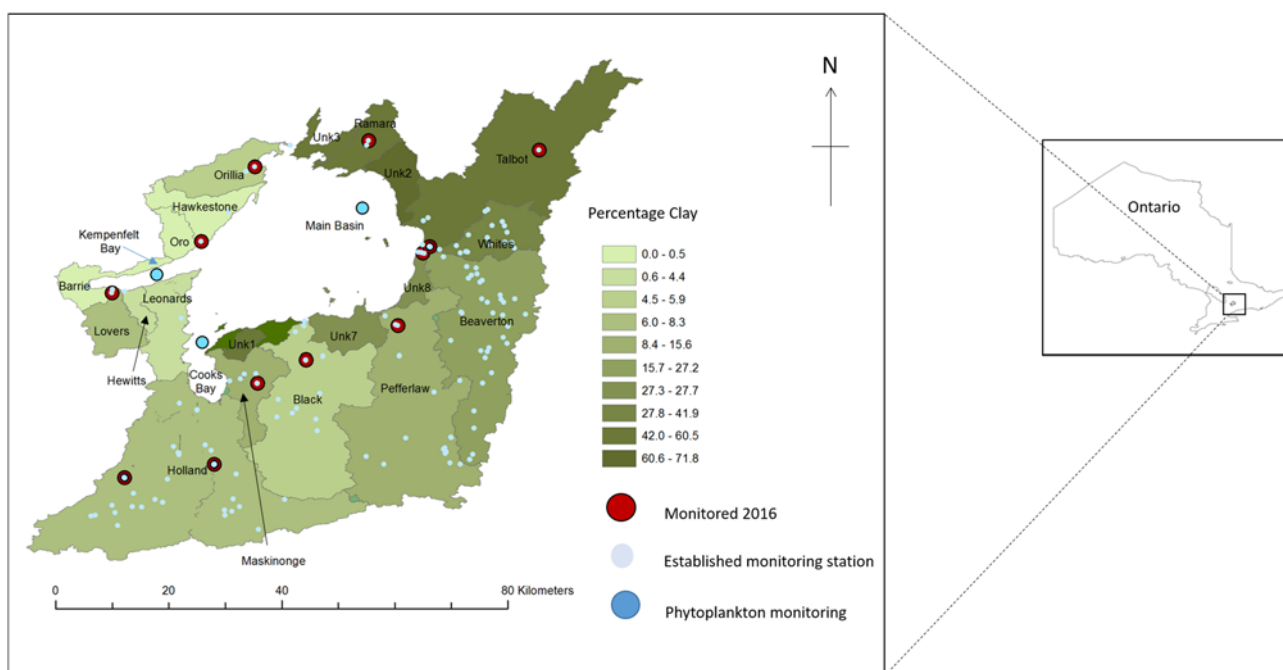 N
Ramara
Unk3
Talbot
Orillia
Unk2
Hawkestone
Main Basin
Kempenfelt
Bay
Oro
Whites
Barrie
Leonards
Unk8
Lovers
Beaverton
Unk1
Unk7
Hewitts
Cooks
Bay
Black
Pefferlaw
Holland
Maskinonge
0 20 40 80 Kilometers
Percentage Clay
0.0 - 0.5
0.6 - 4.4
4.5 - 5.9
6.0 - 8.3
8.4 - 15.6
15.7 - 27.2
27.3 - 27.7
27.8 - 41.9
42.0 - 60.5
60.6 - 71.8
Monitored 2016
Established monitoring station
Phytoplankton monitoring
Ontario